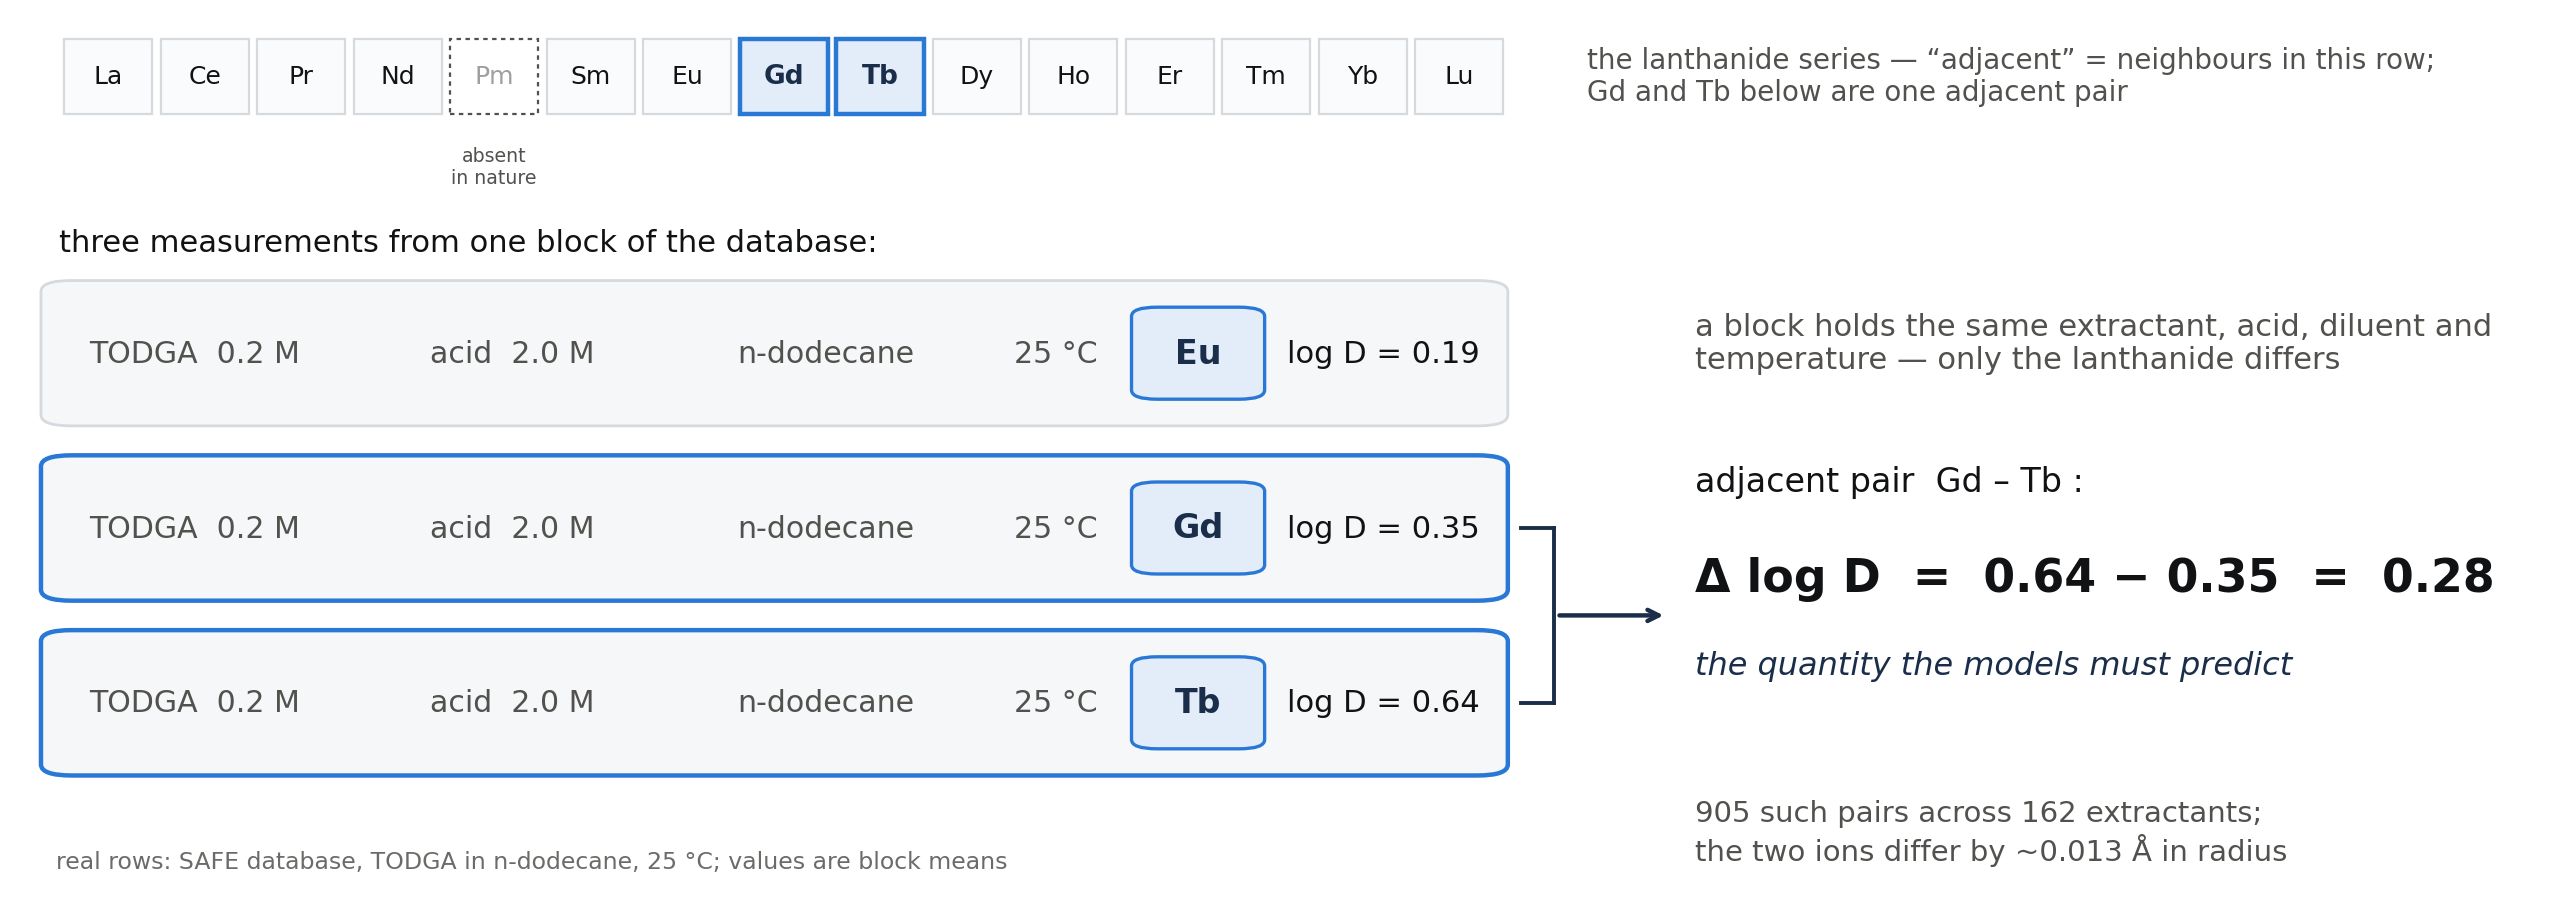 La Ce Pr Nd Pm Sm Eu Gd Tb Dy Ho Er Tm Yb Lu
the lanthanide series — “adjacent” = neighbours in this row;
Gd and Tb below are one adjacent pair
absent
in nature
three measurements from one block of the database:
TODGA 0.2 M acid 2.0 M n-dodecane 25 °C Eu log D = 0.19
a block holds the same extractant, acid, diluent and
temperature — only the lanthanide differs
TODGA 0.2 M acid 2.0 M n-dodecane 25 °C Gd log D = 0.35
TODGA 0.2 M acid 2.0 M n-dodecane 25 °C Tb log D = 0.64
adjacent pair Gd – Tb :
Δ log D = 0.64 − 0.35 = 0.28
the quantity the models must predict
905 such pairs across 162 extractants;
the two ions differ by ~0.013 Å in radius
real rows: SAFE database, TODGA in n-dodecane, 25 °C; values are block means